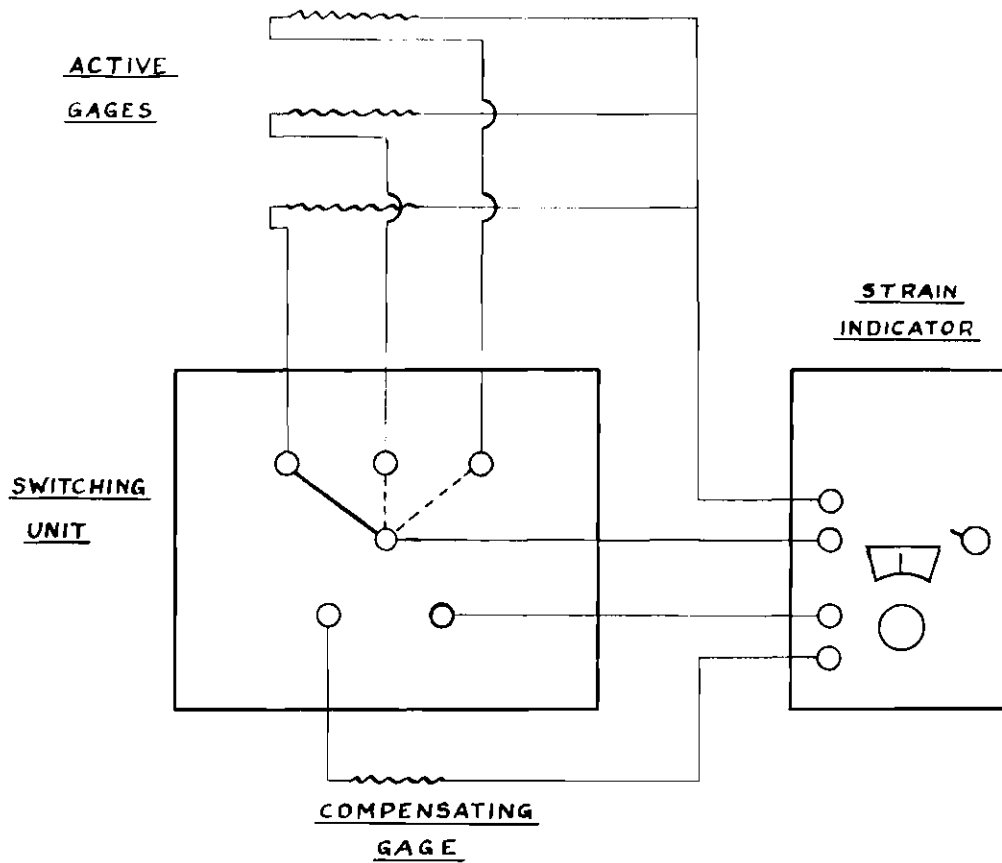 ACTIVE
GAGES
STRAIN
INDICATOR
SWITCHING
UNIT
COMPENSATING
GAGE